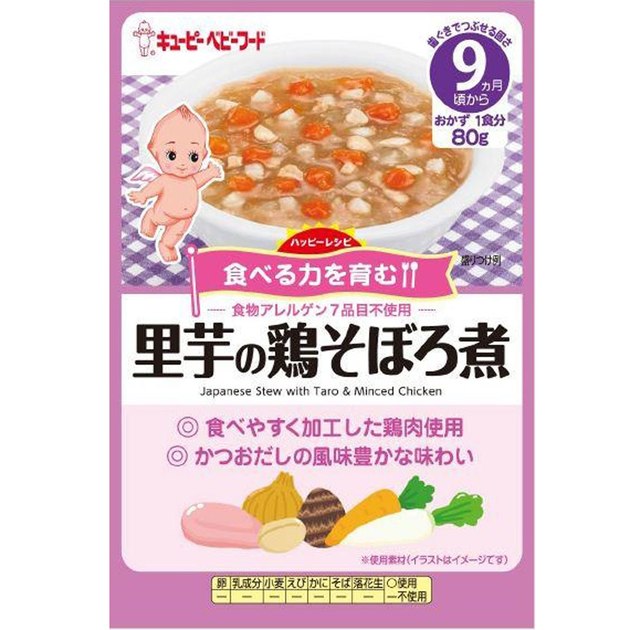 キユーピー ベビーフード
歯ぐきでつぶせる固さ
9ヵ月
頃から
おかず 1食分
80g
ハッピーレシピ
食べる力を育む
盛りつけ例
食物アレルゲン7品目不使用
里芋の鶏そぼろ煮
Japanese Stew with Taro & Minced Chicken
◎ 食べやすく加工した鶏肉使用
◎ かつおだしの風味豊かな味わい
※使用素材(イラストはイメージです)
卵 乳成分 小麦 えび かに そば 落花生 ○使用
ー ー ー ー ー ー ー ー不使用